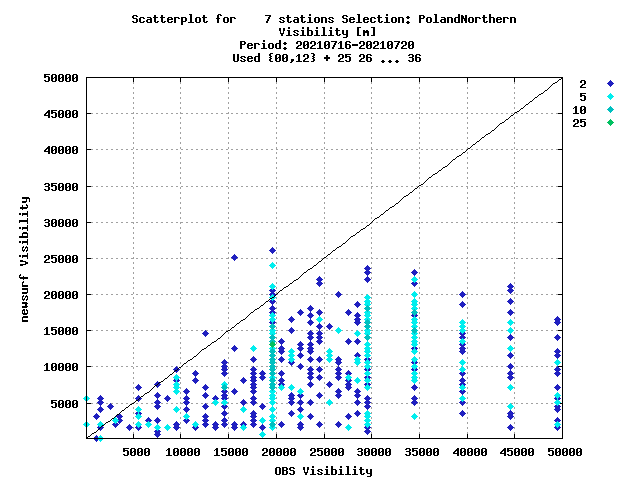 Scatterplot for    7 stations Selection: PolandNorthern
Visibility [m]
Period: 20210716-20210720
Used {00,12} + 25 26 ... 36
50000
45000
40000
35000
30000
25000
20000
15000
10000
5000
newsurf Visibility
5000 10000 15000 20000 25000 30000 35000 40000 45000 50000
OBS Visibility
2
5
10
25